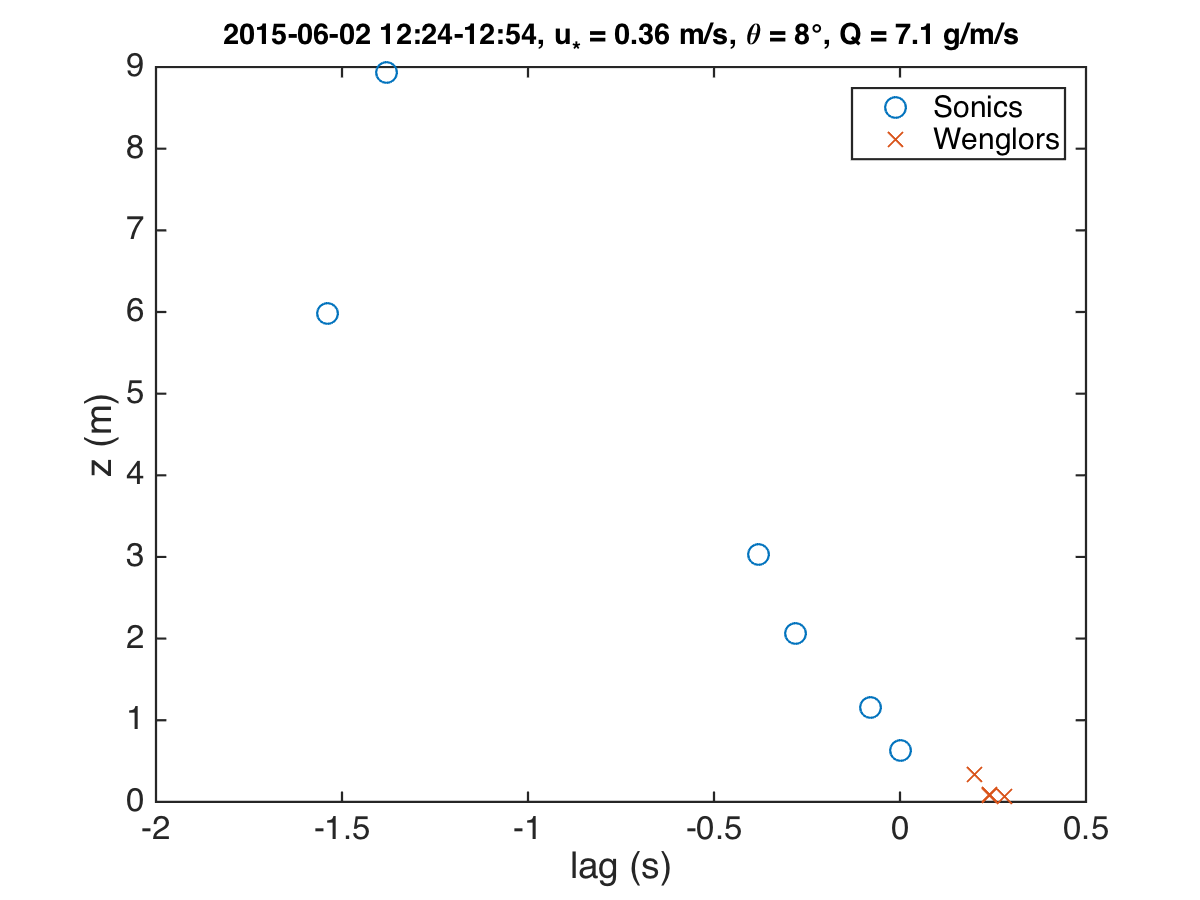 2015-06-02 12:24-12:54, u* = 0.36 m/s, θ = 8°, Q = 7.1 g/m/s
Sonics
Wenglors
9
8
7
6
5
4
3
2
1
0
z (m)
-2 -1.5 -1 -0.5 0 0.5
lag (s)